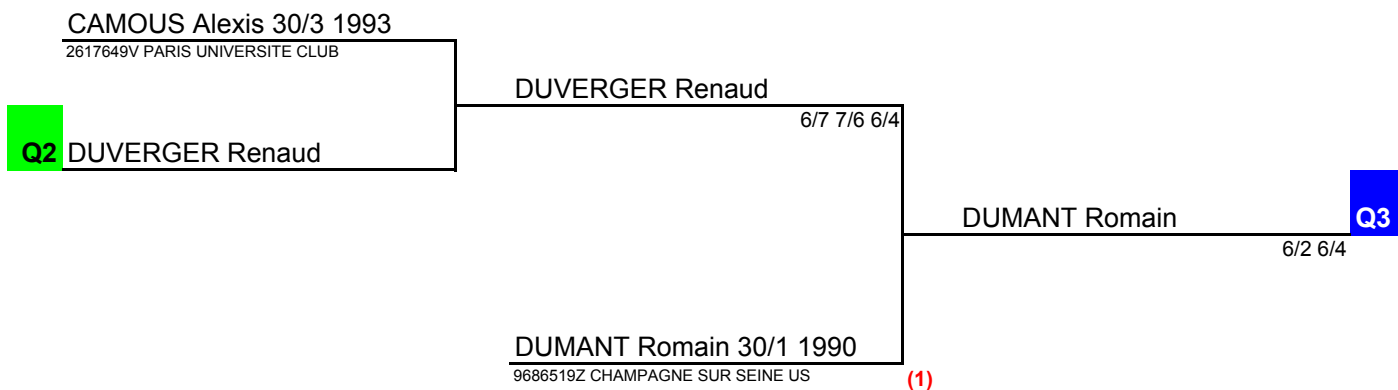 CAMOUS Alexis 30/3 1993
2617649V PARIS UNIVERSITE CLUB
DUVERGER Renaud
6/7 7/6 6/4
Q2 DUVERGER Renaud
DUMANT Romain Q3
6/2 6/4
DUMANT Romain 30/1 1990
9686519Z CHAMPAGNE SUR SEINE US (1)